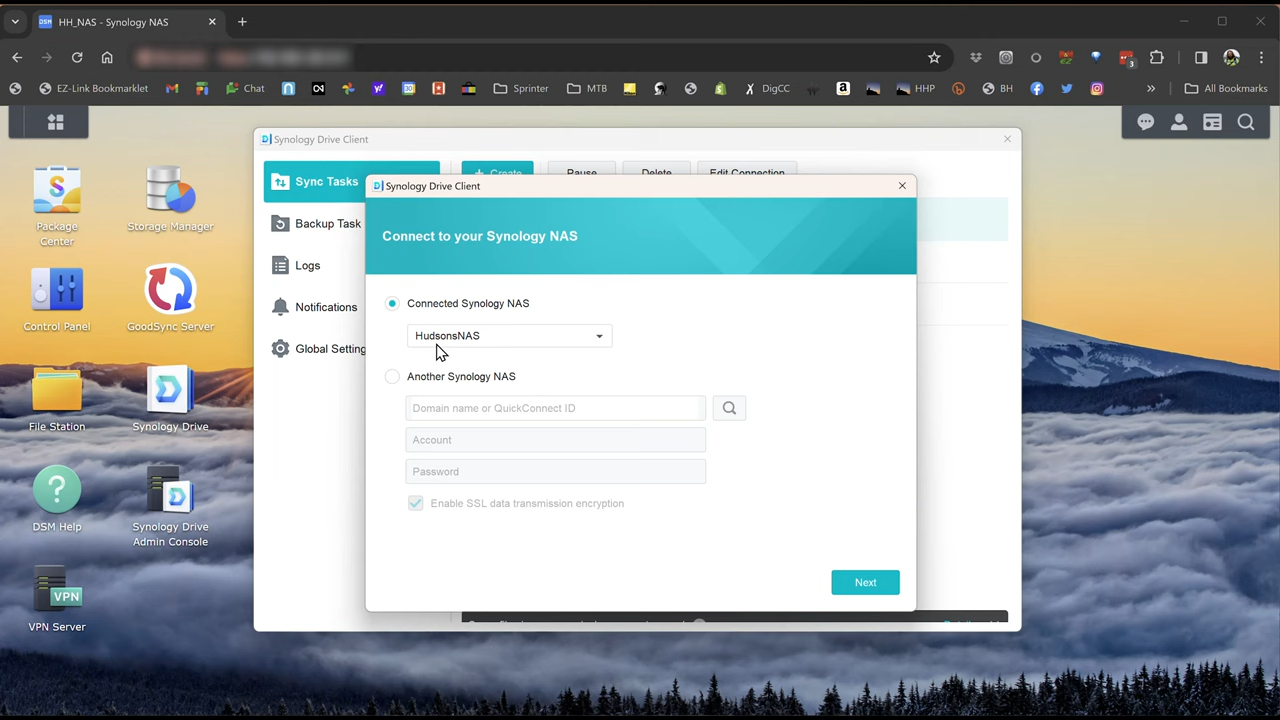 DSM HH_NAS - Synology NAS
EZ-Link Bookmarklet
Chat
Sprinter
MTB
DigCC
HHP
BH
All Bookmarks
3
Synology Drive Client
Sync Tasks
Backup Task
Logs
Notifications
Global Setting
Create
Pause
Delete
Edit Connection
Synology Drive Client
Connect to your Synology NAS
Connected Synology NAS
HudsonsNAS
Another Synology NAS
Domain name or QuickConnect ID
Account
Password
Enable SSL data transmission encryption
Next
Package
Center
Storage Manager
Control Panel
GoodSync Server
File Station
Synology Drive
DSM Help
Synology Drive
Admin Console
VPN
VPN Server